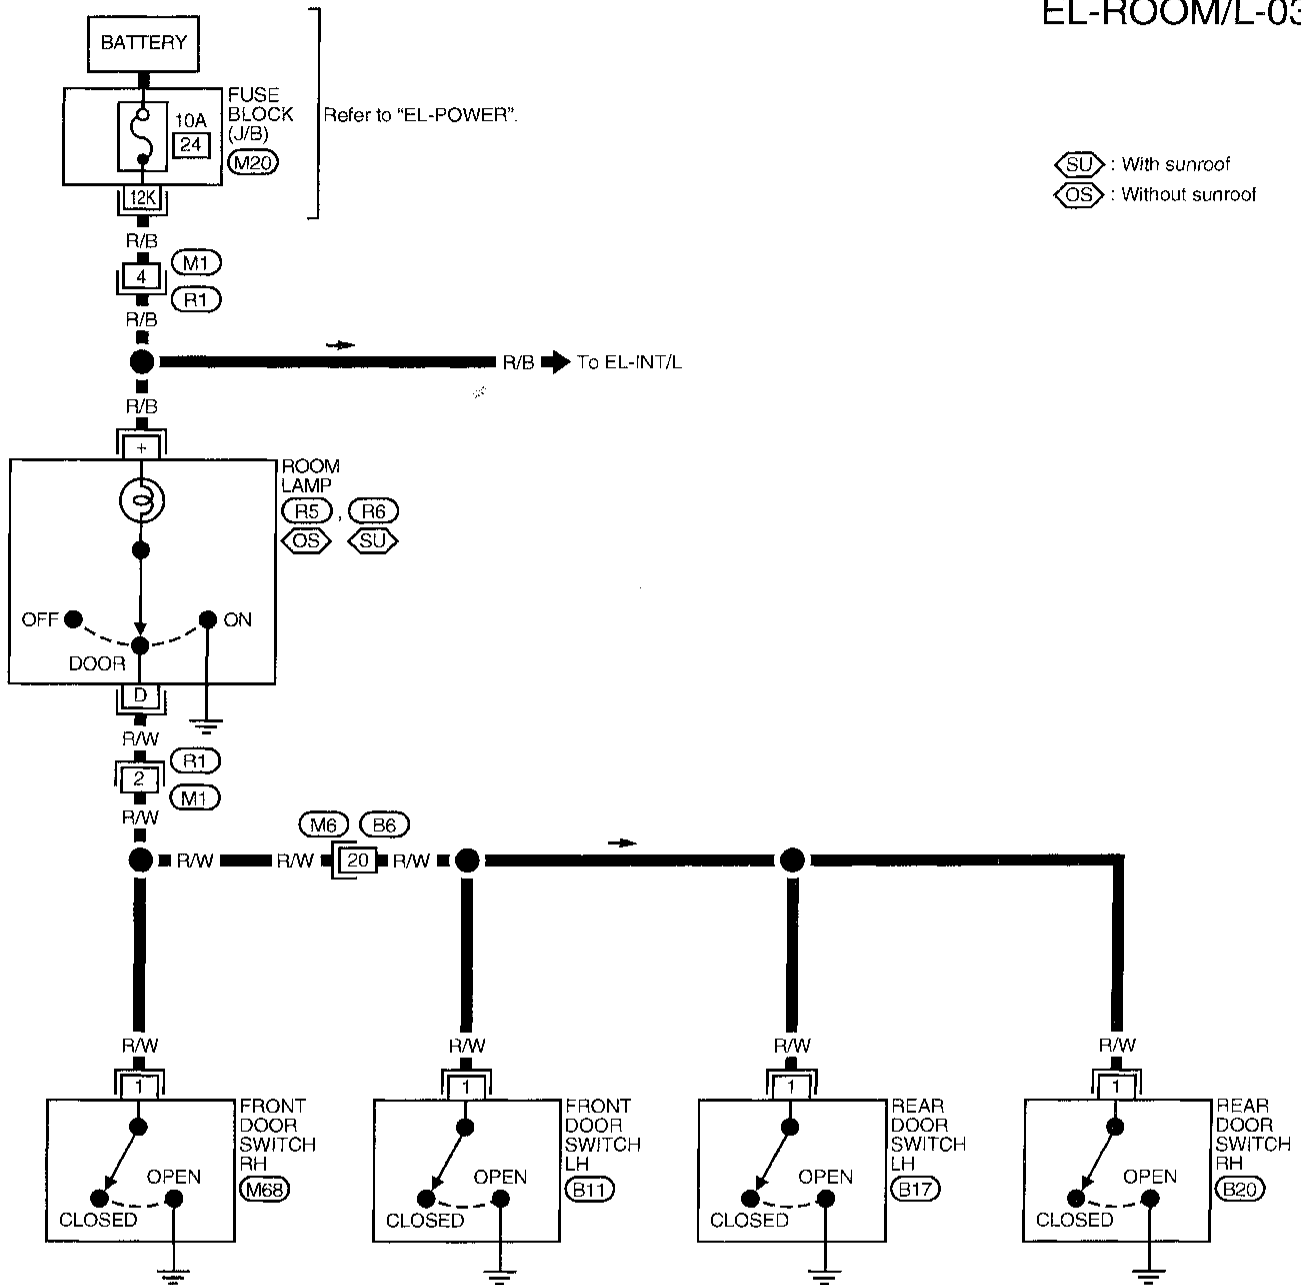 EL-ROOM/L-03
BATTERY
FUSE
BLOCK
(J/B)
10A
24
M20
Refer to "EL-POWER".
12K
SU : With sunroof
OS : Without sunroof
R/B
M1
4
R1
R/B
R/B To EL-INT/L
R/B
+
ROOM
LAMP
R5 , R6
OS SU
OFF ON
DOOR
D
R/W
R1
2
M1
R/W
M6 B6
R/W R/W 20 R/W
R/W R/W R/W R/W
1 1 1 1
FRONT
DOOR
SWITCH
RH
M68
OPEN
CLOSED
FRONT
DOOR
SWITCH
LH
B11
OPEN
CLOSED
REAR
DOOR
SWITCH
LH
B17
OPEN
CLOSED
REAR
DOOR
SWITCH
RH
B20
OPEN
CLOSED